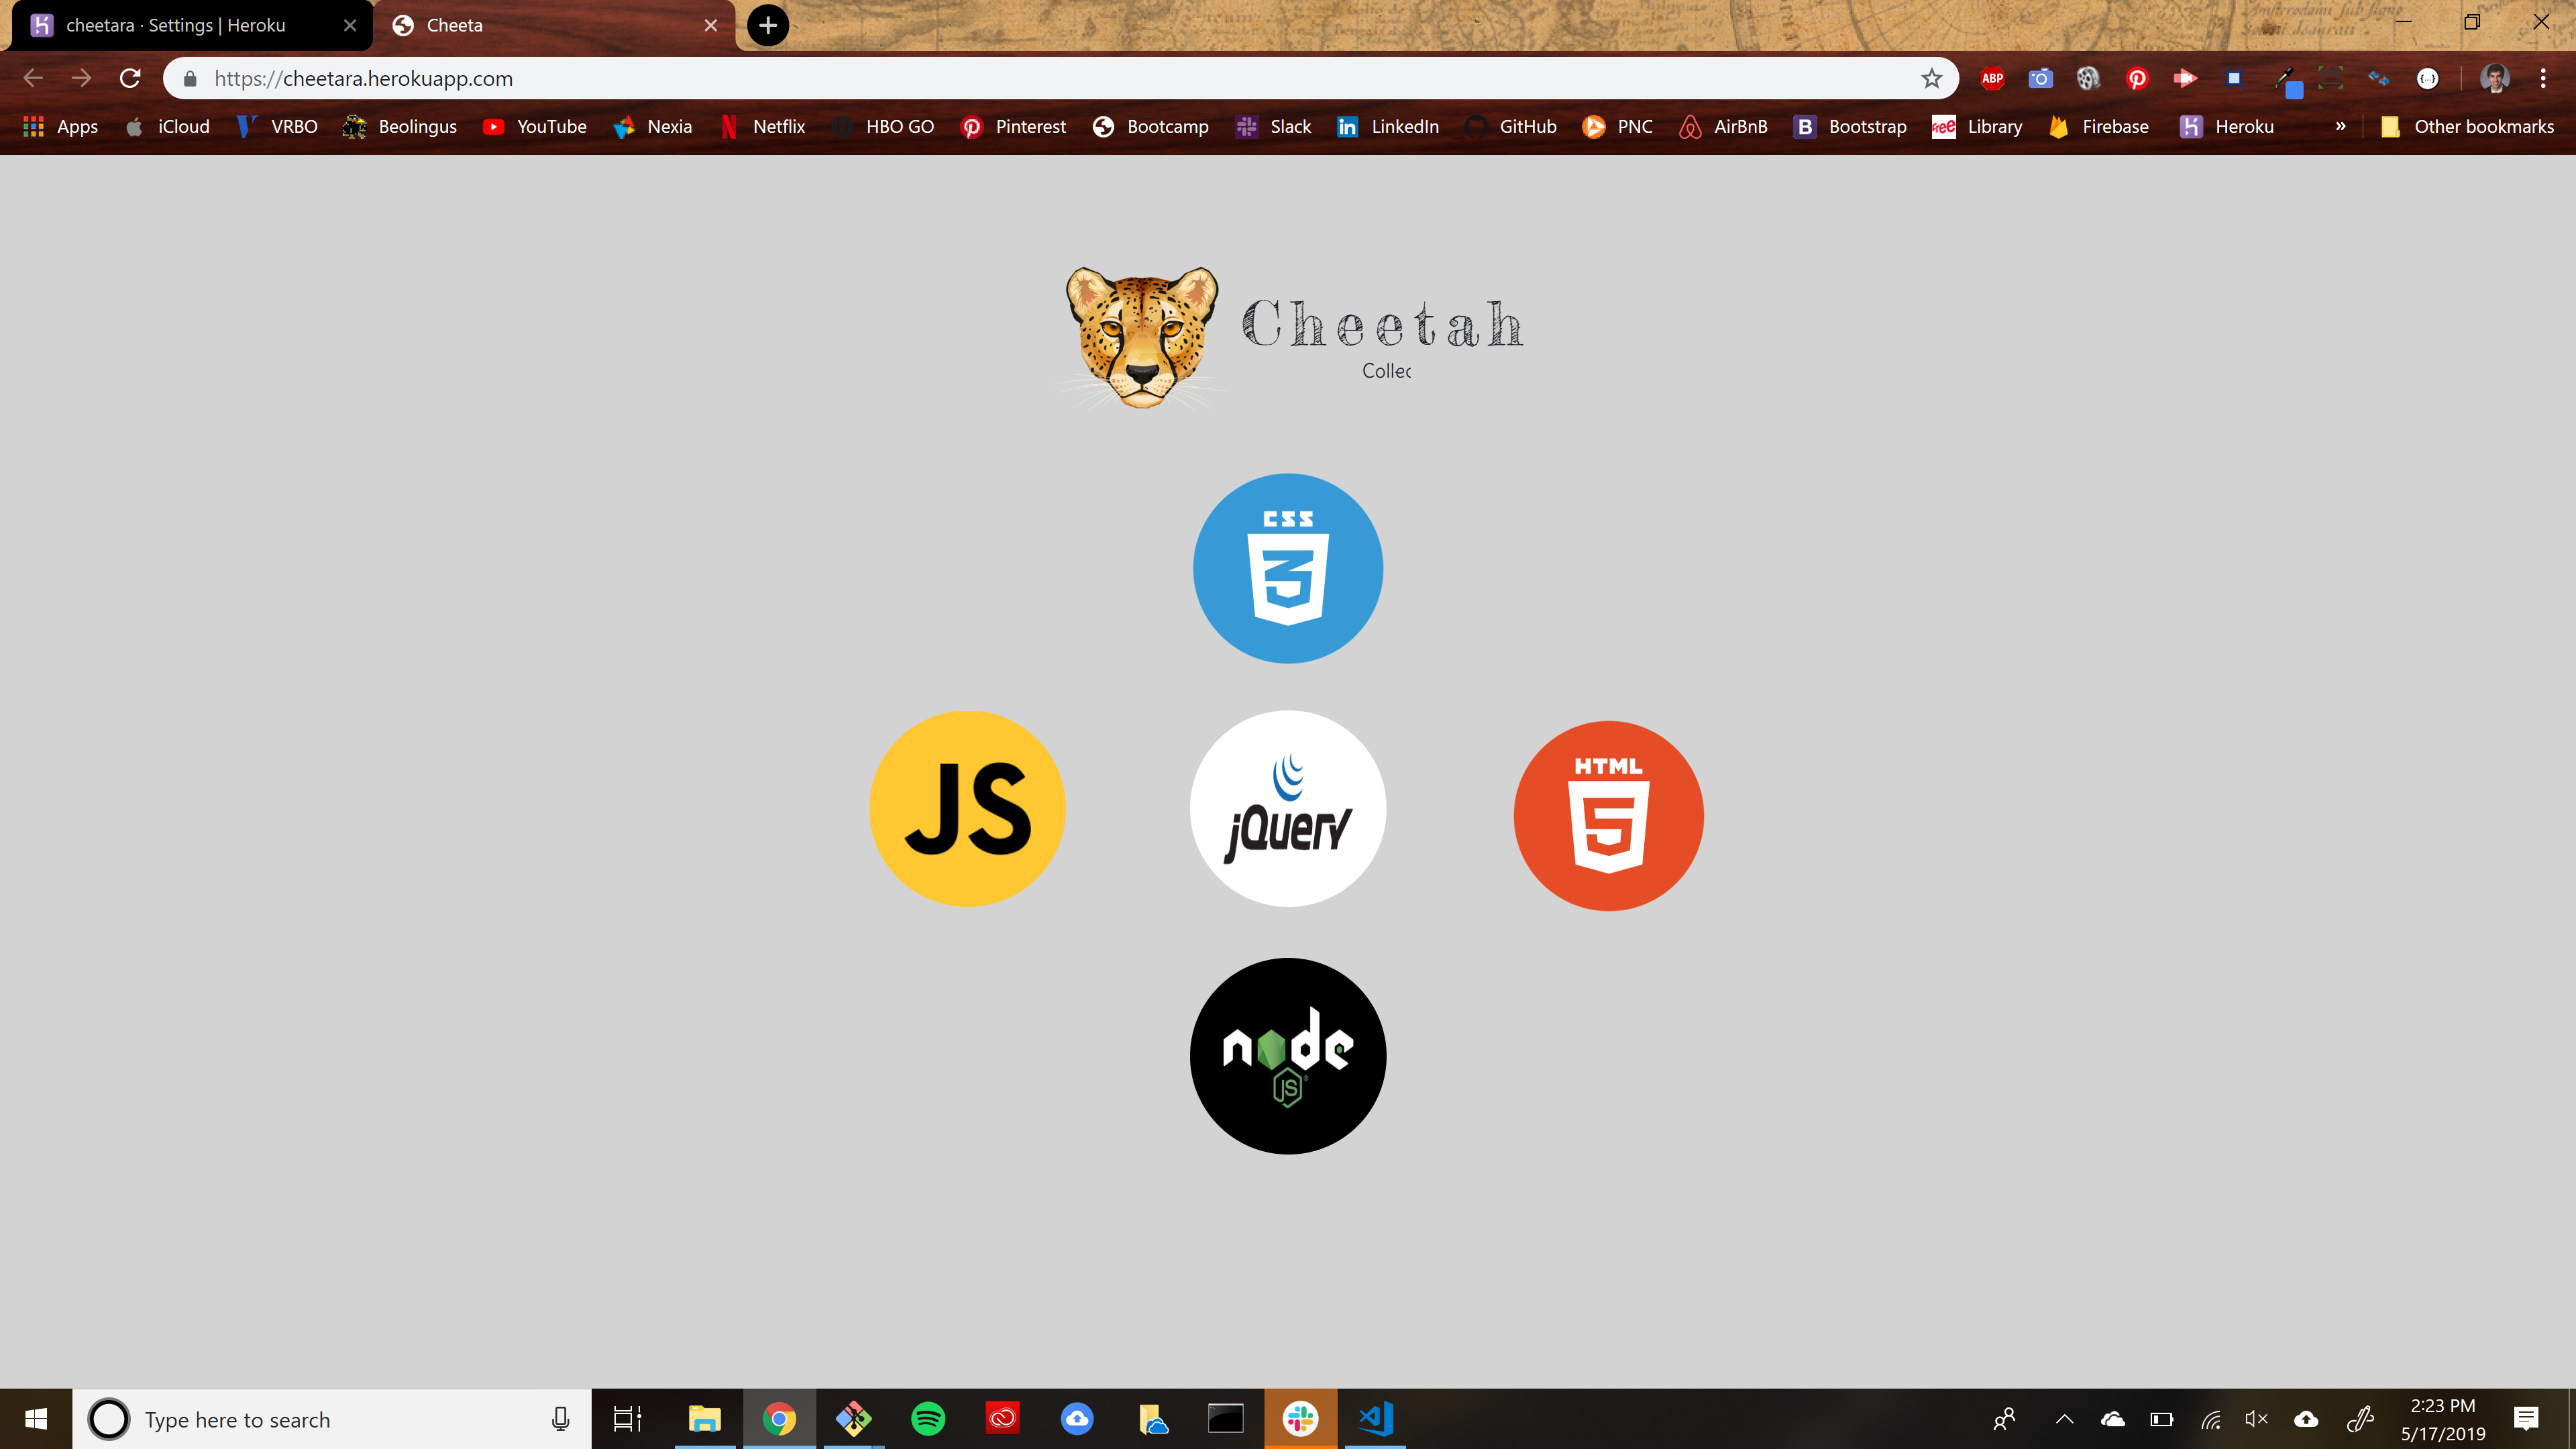 cheetara · Settings | Heroku
Cheeta
https://cheetara.herokuapp.com
ABP
{...}
Apps
iCloud
VRBO
Beolingus
YouTube
Nexia
Netflix
HBO GO
Pinterest
Bootcamp
Slack
LinkedIn
GitHub
PNC
AirBnB
Bootstrap
FREE
Library
Firebase
Heroku
»
Other bookmarks
Cheetah
Collec
CSS
3
JS
jQuery
HTML
5
node
JS
Type here to search
2:23 PM
5/17/2019